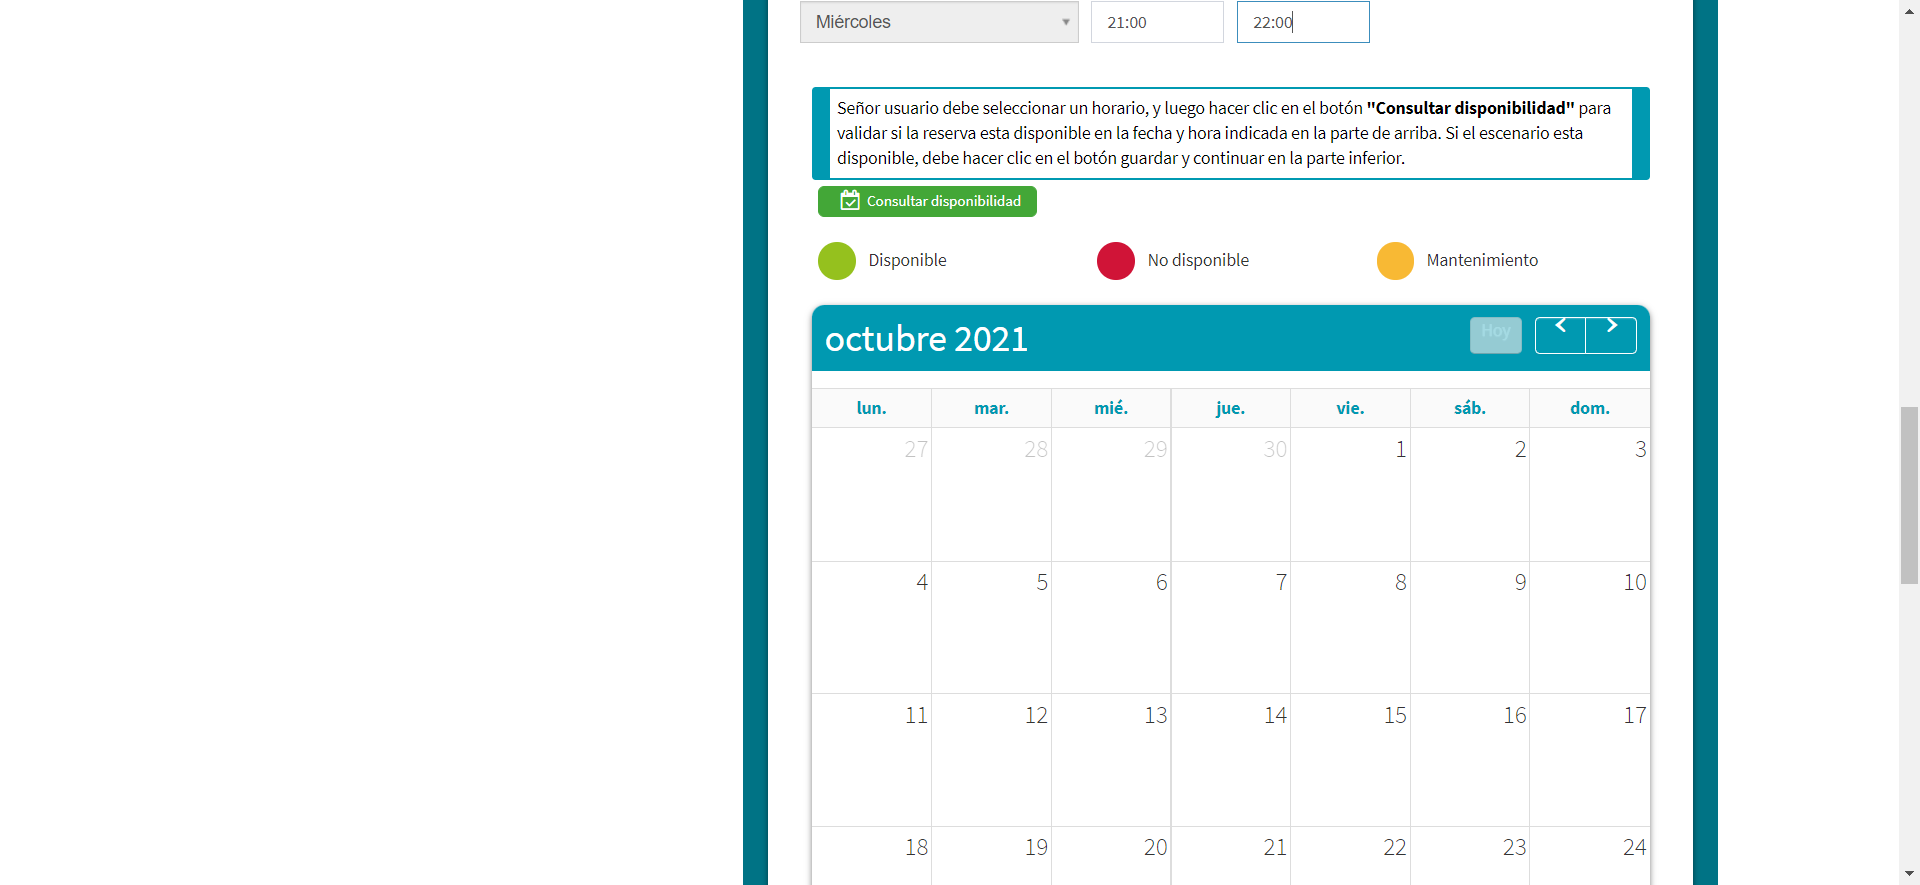 Miércoles 21:00 22:00
Señor usuario debe seleccionar un horario, y luego hacer clic en el botón "Consultar disponibilidad" para
validar si la reserva esta disponible en la fecha y hora indicada en la parte de arriba. Si el escenario esta
disponible, debe hacer clic en el botón guardar y continuar en la parte inferior.
Consultar disponibilidad
Disponible No disponible Mantenimiento
octubre 2021 Hoy
lun. mar. mié. jue. vie. sáb. dom.
27 28 29 30 1 2 3
4 5 6 7 8 9 10
11 12 13 14 15 16 17
18 19 20 21 22 23 24